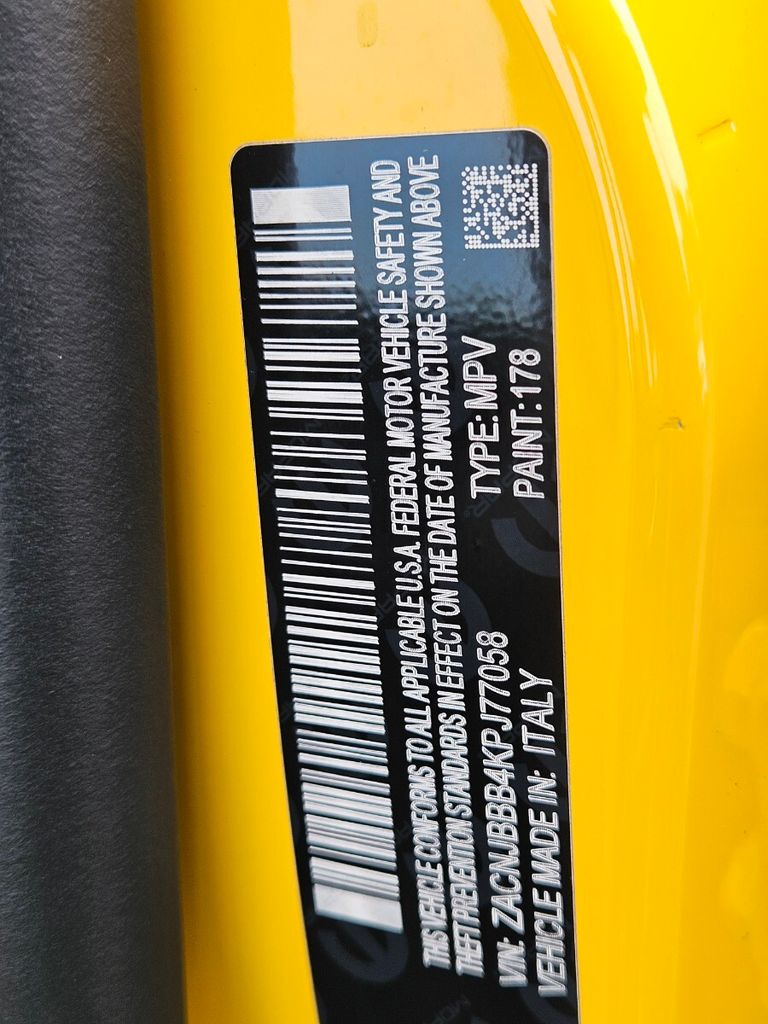 THIS VEHICLE CONFORMS TO ALL APPLICABLE U.S.A. FEDERAL MOTOR VEHICLE SAFETY AND
THEFT PREVENTION STANDARDS IN EFFECT ON THE DATE OF MANUFACTURE SHOWN ABOVE
VIN: ZACNJBBB4KPJ77058 TYPE: MPV
VEHICLE MADE IN: ITALY PAINT: 178